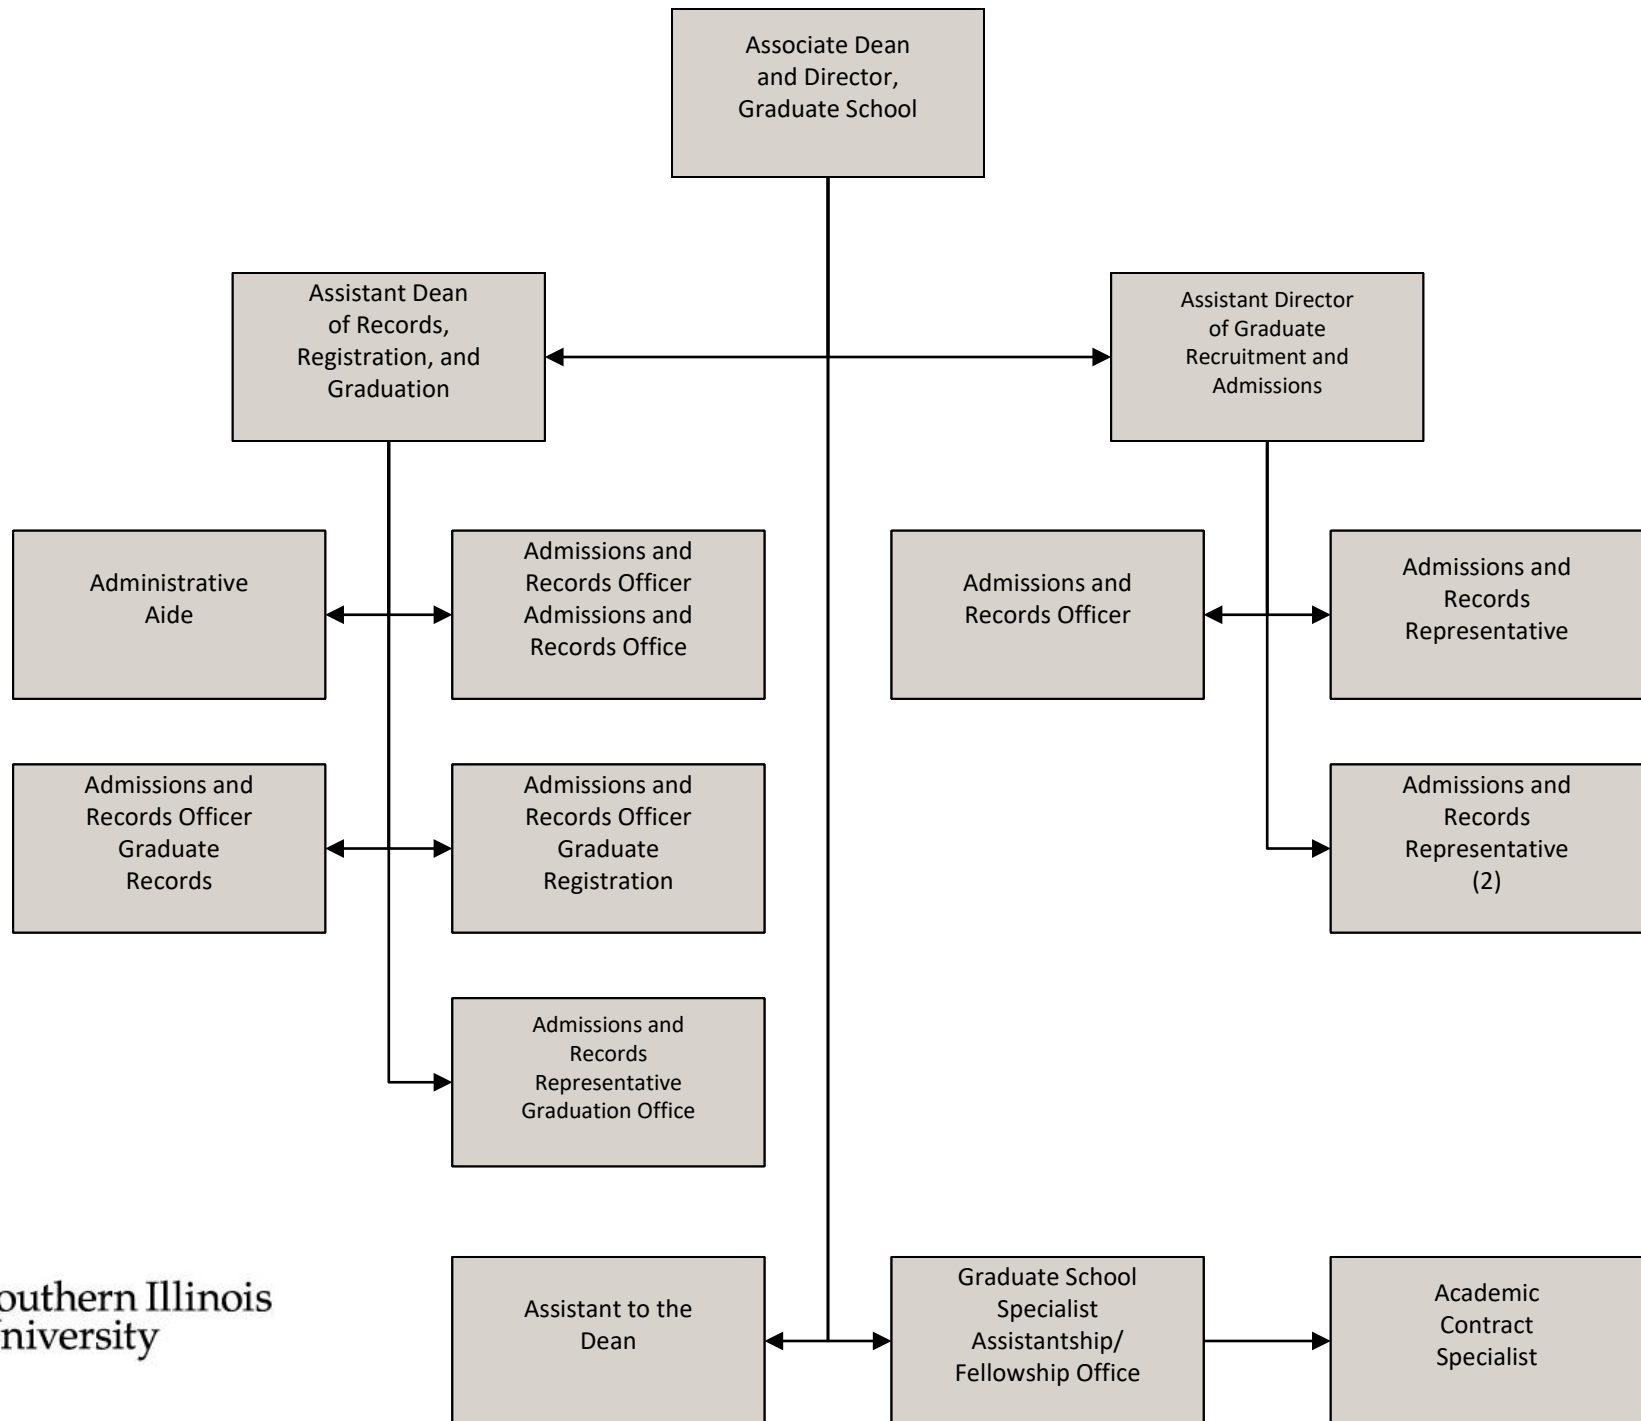 Associate Dean
and Director,
Graduate School
Assistant Dean
of Records,
Registration, and
Graduation
Assistant Director
of Graduate
Recruitment and
Admissions
Administrative
Aide
Admissions and
Records Officer
Admissions and
Records Office
Admissions and
Records Officer
Admissions and
Records
Representative
Admissions and
Records Officer
Graduate
Records
Admissions and
Records Officer
Graduate
Registration
Admissions and
Records
Representative
(2)
Admissions and
Records
Representative
Graduation Office
Assistant to the
Dean
Graduate School
Specialist
Assistantship/
Fellowship Office
Academic
Contract
Specialist
outhern Illinois
niversity